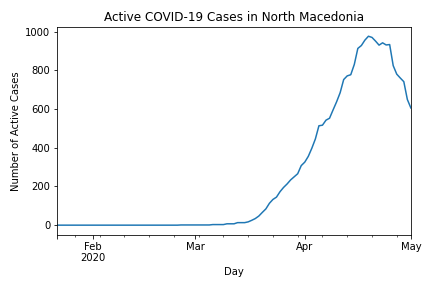 Active COVID-19 Cases in North Macedonia
1000
800
600
400
200
0
Number of Active Cases
Feb
2020
Mar
Apr
May
Day